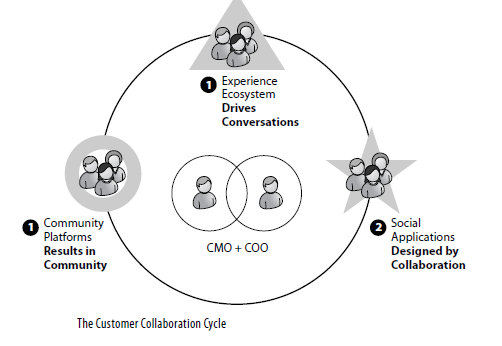 1 Experience
Ecosystem
Drives
Conversations
1 Community
Platforms
Results in
Community
CMO + COO
2 Social
Applications
Designed by
Collaboration
The Customer Collaboration Cycle